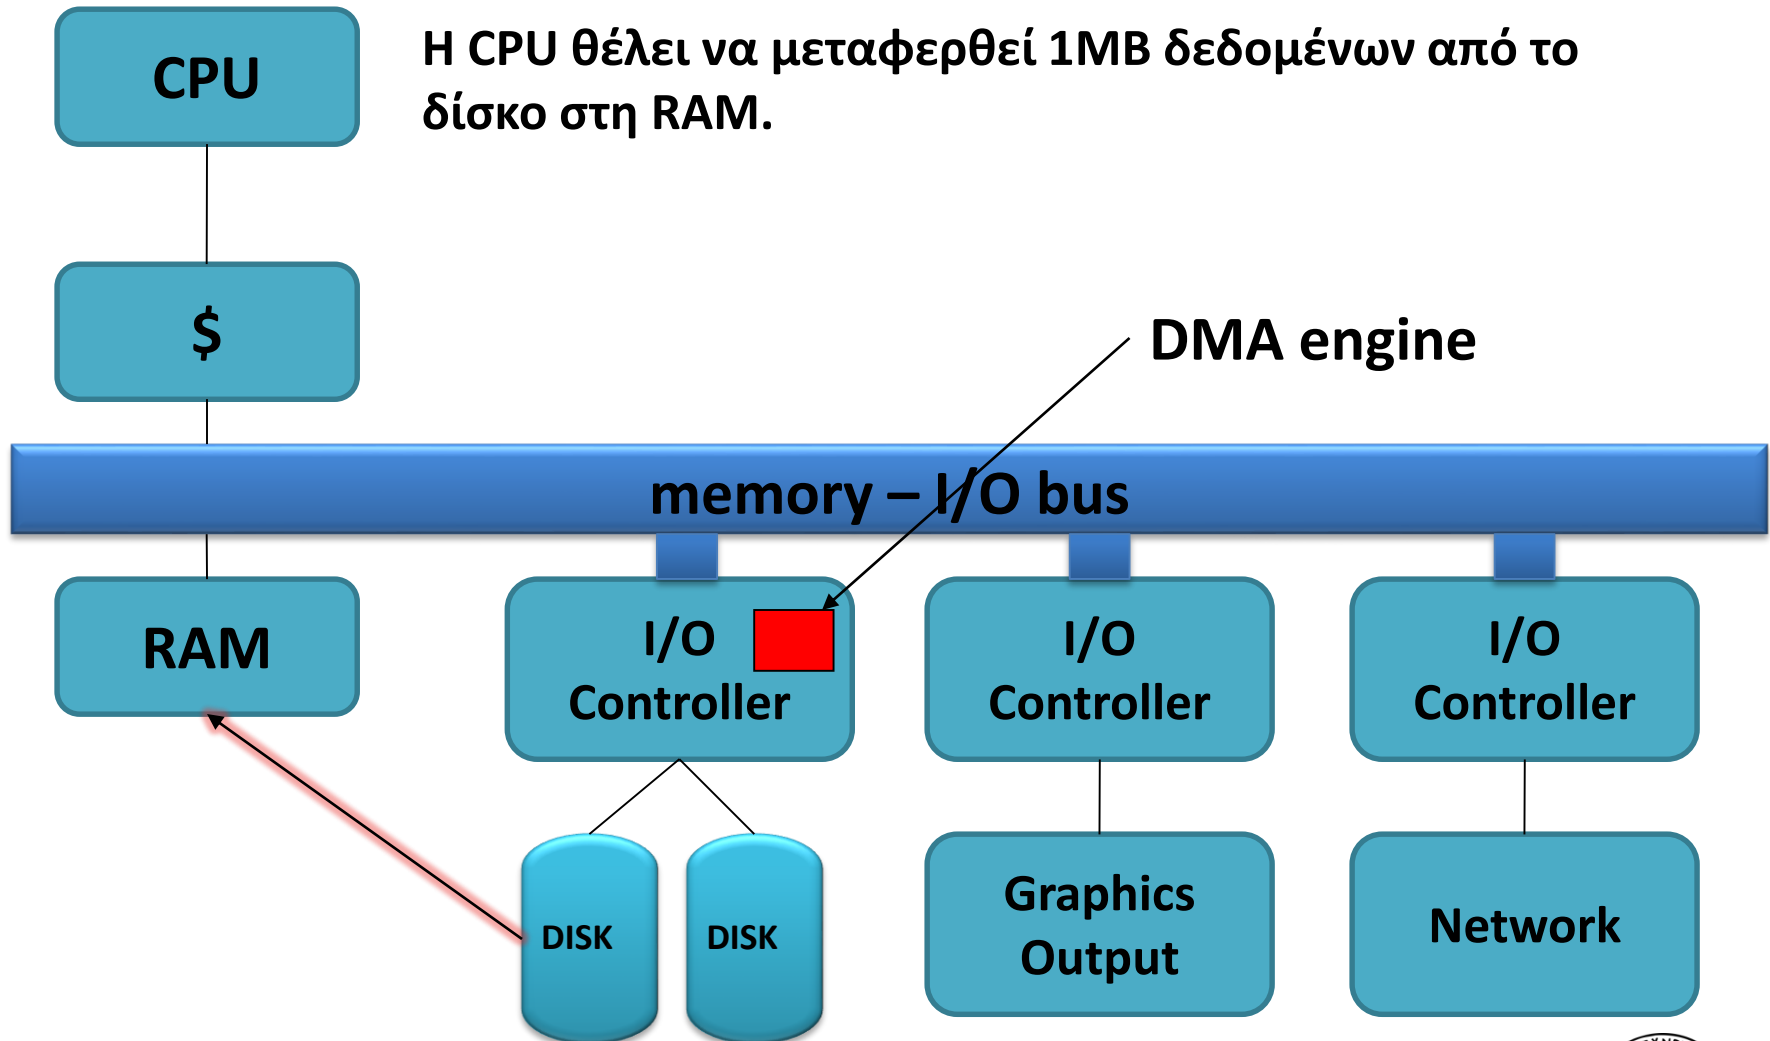 CPU
Η CPU θέλει να μεταφερθεί 1MB δεδομένων από το
δίσκο στη RAM.
$
DMA engine
memory – I/O bus
RAM
I/O
Controller
I/O
Controller
I/O
Controller
DISK
DISK
Graphics
Output
Network